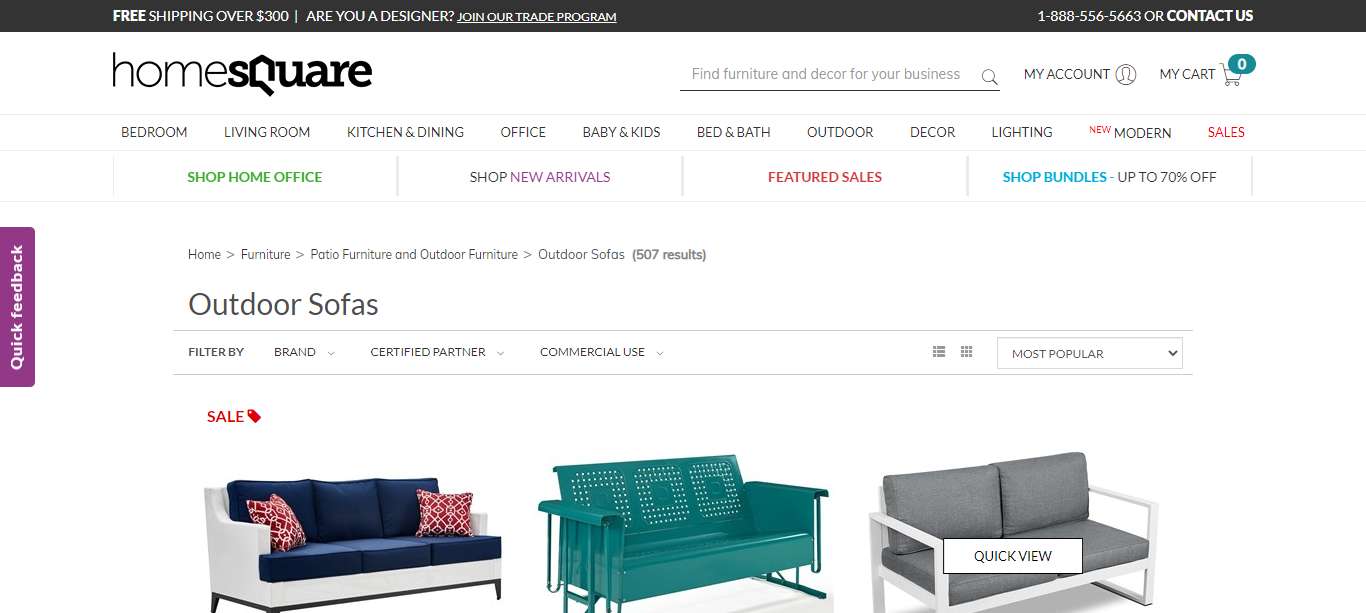 FREE SHIPPING OVER $300 | ARE YOU A DESIGNER? JOIN OUR TRADE PROGRAM 1-888-556-5663 OR CONTACT US
homesquare
Find furniture and decor for your business MY ACCOUNT MY CART 0
BEDROOM LIVING ROOM KITCHEN & DINING OFFICE BABY & KIDS BED & BATH OUTDOOR DECOR LIGHTING NEW MODERN SALES
SHOP HOME OFFICE SHOP NEW ARRIVALS FEATURED SALES SHOP BUNDLES - UP TO 70% OFF
Quick feedback
Home > Furniture > Patio Furniture and Outdoor Furniture > Outdoor Sofas (507 results)
Outdoor Sofas
FILTER BY BRAND CERTIFIED PARTNER COMMERCIAL USE MOST POPULAR
SALE
QUICK VIEW